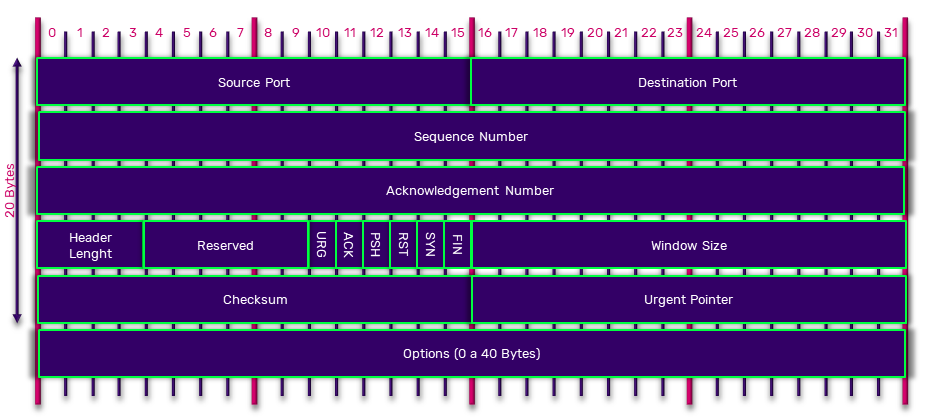 0 1 2 3 4 5 6 7 8 9 10 11 12 13 14 15 16 17 18 19 20 21 22 23 24 25 26 27 28 29 30 31
Source Port
Destination Port
Sequence Number
20 Bytes
Acknowledgement Number
Header
Lenght
Reserved
URG
ACK
PSH
RST
SYN
FIN
Window Size
Checksum
Urgent Pointer
Options (0 a 40 Bytes)